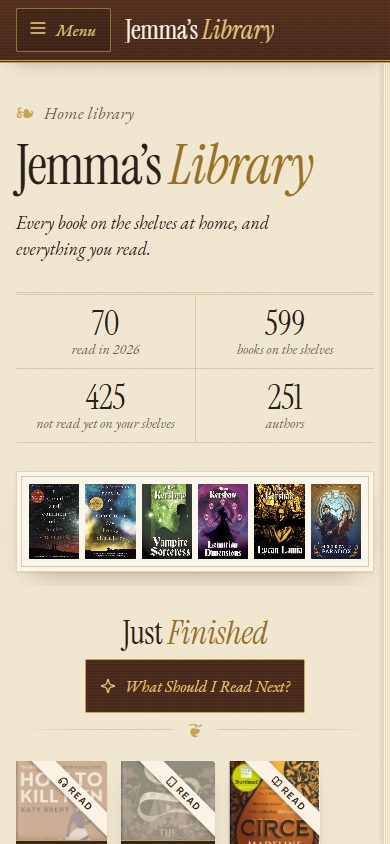 Menu
Jemma's Library
Home library
Jemma's Library
Every book on the shelves at home, and
everything you read.
70
read in 2026
599
books on the shelves
425
not read yet on your shelves
251
authors
Kershaw
Vampire
Sorceress
Kershaw
Lemurian
Dimensions
Kershaw
Lycan Lamia
PARADOX
Just Finished
What Should I Read Next?
HOW TO
KILL MEN
KATY BRENT
READ
THE
READ
CIRCE
MADELINE
READ